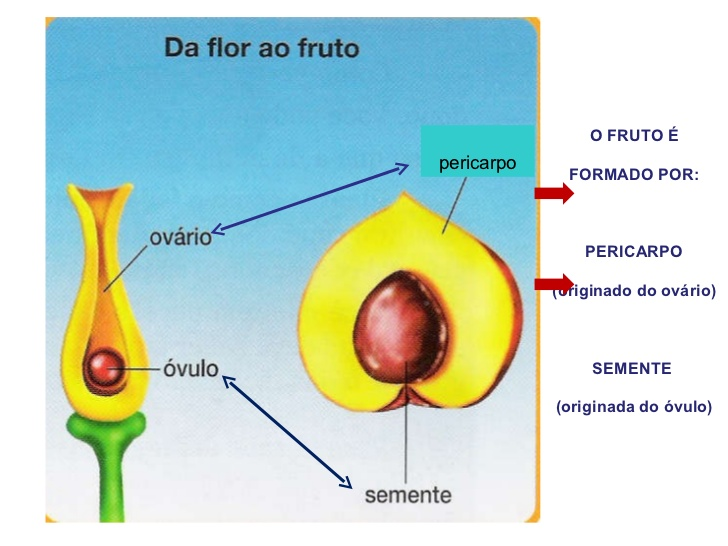 Da flor ao fruto
pericarpo
ovário
óvulo
semente
O FRUTO É
FORMADO POR:
PERICARPO
(originado do ovário)
SEMENTE
(originada do óvulo)